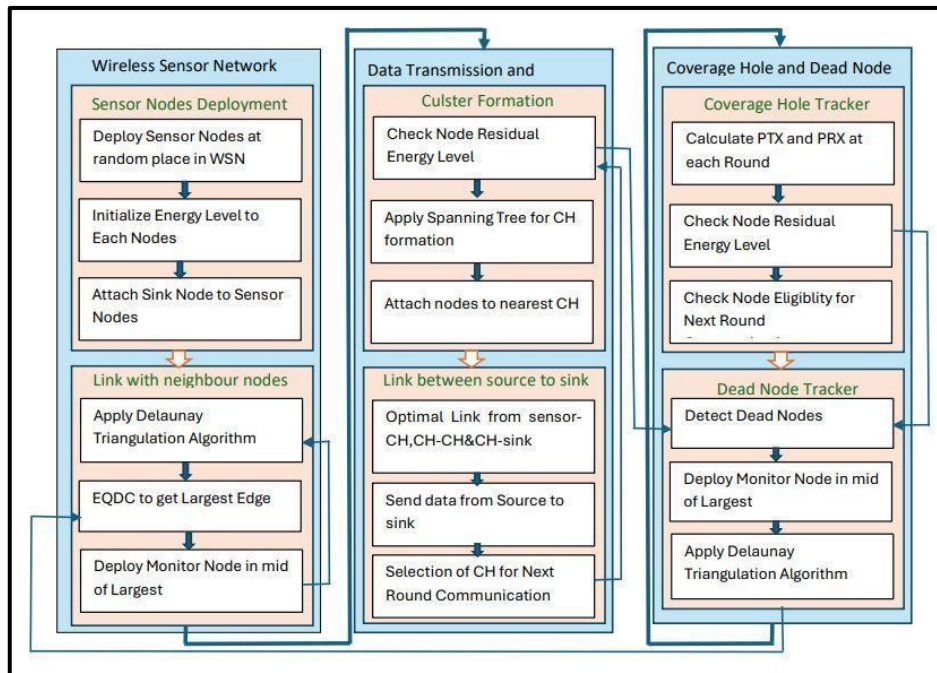 Wireless Sensor Network
Sensor Nodes Deployment
Deploy Sensor Nodes at
random place in WSN
Initialize Energy Level to
Each Nodes
Attach Sink Node to Sensor
Nodes
Link with neighbour nodes
Apply Delaunay
Triangulation Algorithm
EQDC to get Largest Edge
Deploy Monitor Node in mid
of Largest
Data Transmission and
Culster Formation
Check Node Residual
Energy Level
Apply Spanning Tree for CH
formation
Attach nodes to nearest CH
Link between source to sink
Optimal Link from sensor-
CH,CH-CH&CH-sink
Send data from Source to
sink
Selection of CH for Next
Round Communication
Coverage Hole and Dead Node
Coverage Hole Tracker
Calculate PTX and PRX at
each Round
Check Node Residual
Energy Level
Check Node Eligiblity for
Next Round
Dead Node Tracker
Detect Dead Nodes
Deploy Monitor Node in mid
of Largest
Apply Delaunay
Triangulation Algorithm